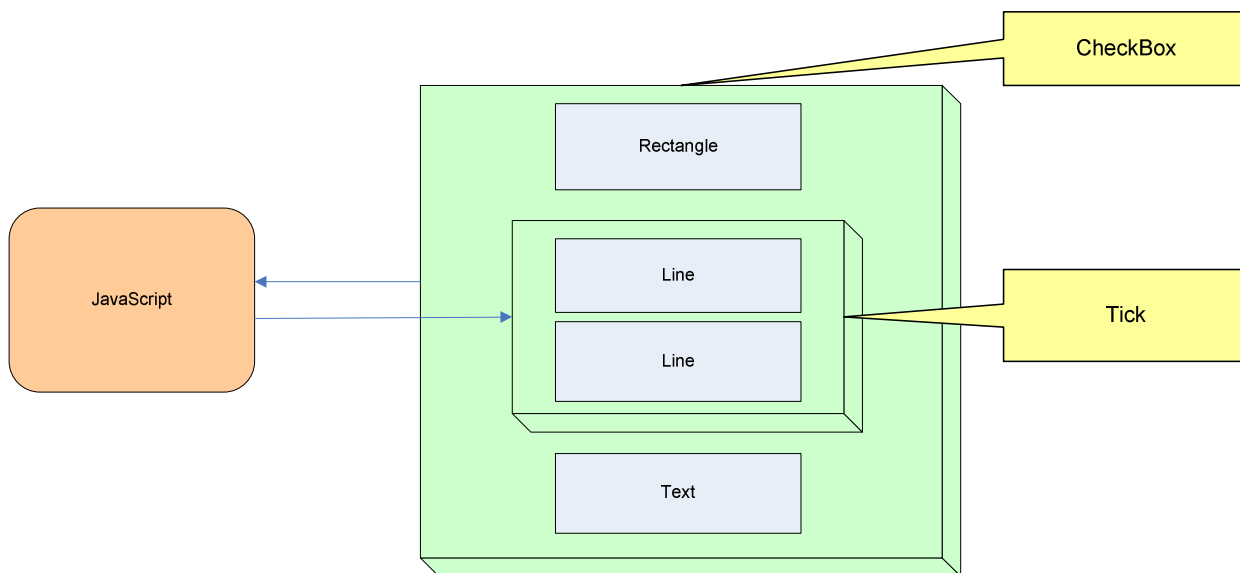 CheckBox
Rectangle
Line
JavaScript
Tick
Line
Text